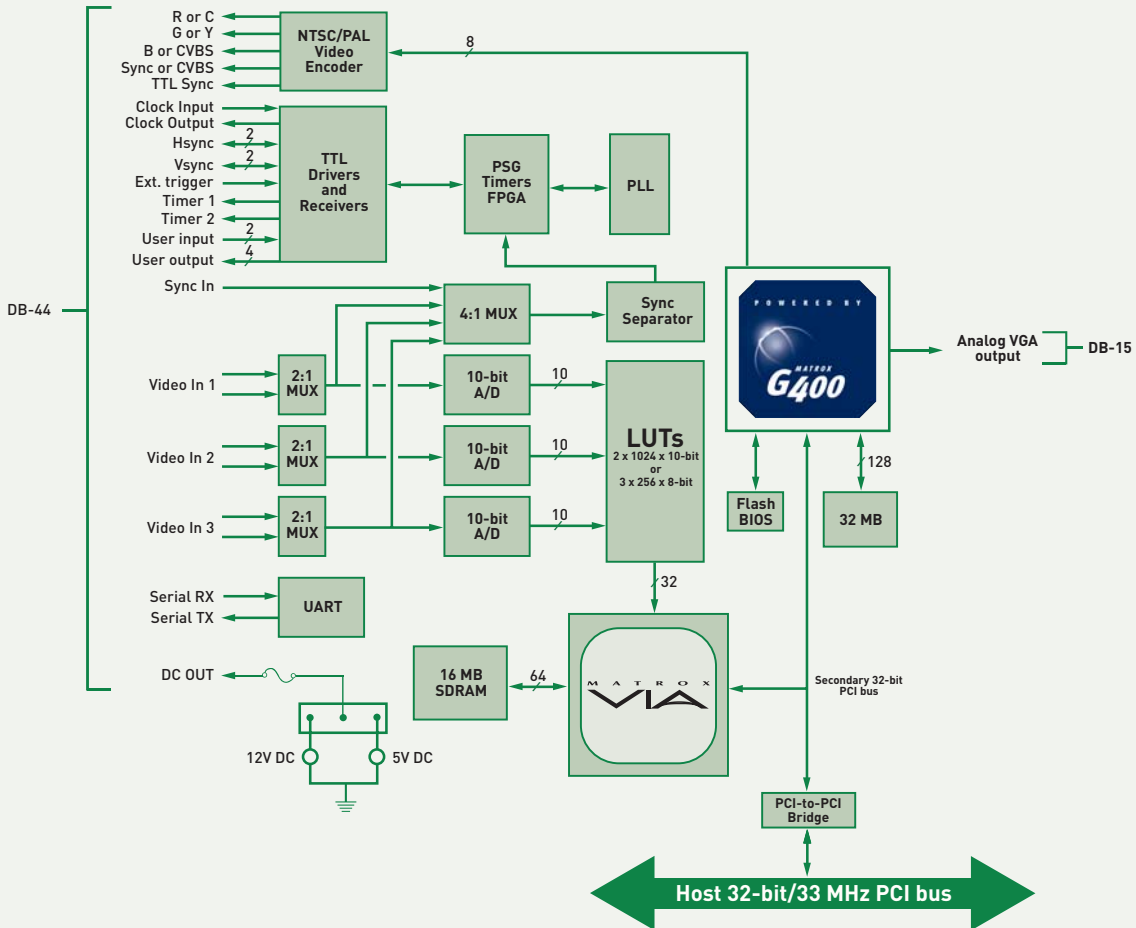 R or C
G or Y
B or CVBS
Sync or CVBS
TTL Sync
NTSC/PAL
Video
Encoder
8
Clock Input
Clock Output
Hsync
2
Vsync
2
Ext. trigger
Timer 1
Timer 2
User input
2
User output
4
TTL
Drivers
and
Receivers
PSG
Timers
FPGA
PLL
Sync In
DB-44
4:1 MUX
Sync
Separator
Video In 1
2:1
MUX
10-bit
A/D
10
Video In 2
2:1
MUX
10-bit
A/D
10
Video In 3
2:1
MUX
10-bit
A/D
10
LUTs
2 x 1024 x 10-bit
or
3 x 256 x 8-bit
POWERED BY
MATROX
G400
Analog VGA
output
DB-15
Flash
BIOS
128
32 MB
32
Serial RX
Serial TX
UART
DC OUT
16 MB
SDRAM
64
MATROX
VIA
Secondary 32-bit
PCI bus
12V DC
5V DC
PCI-to-PCI
Bridge
Host 32-bit/33 MHz PCI bus